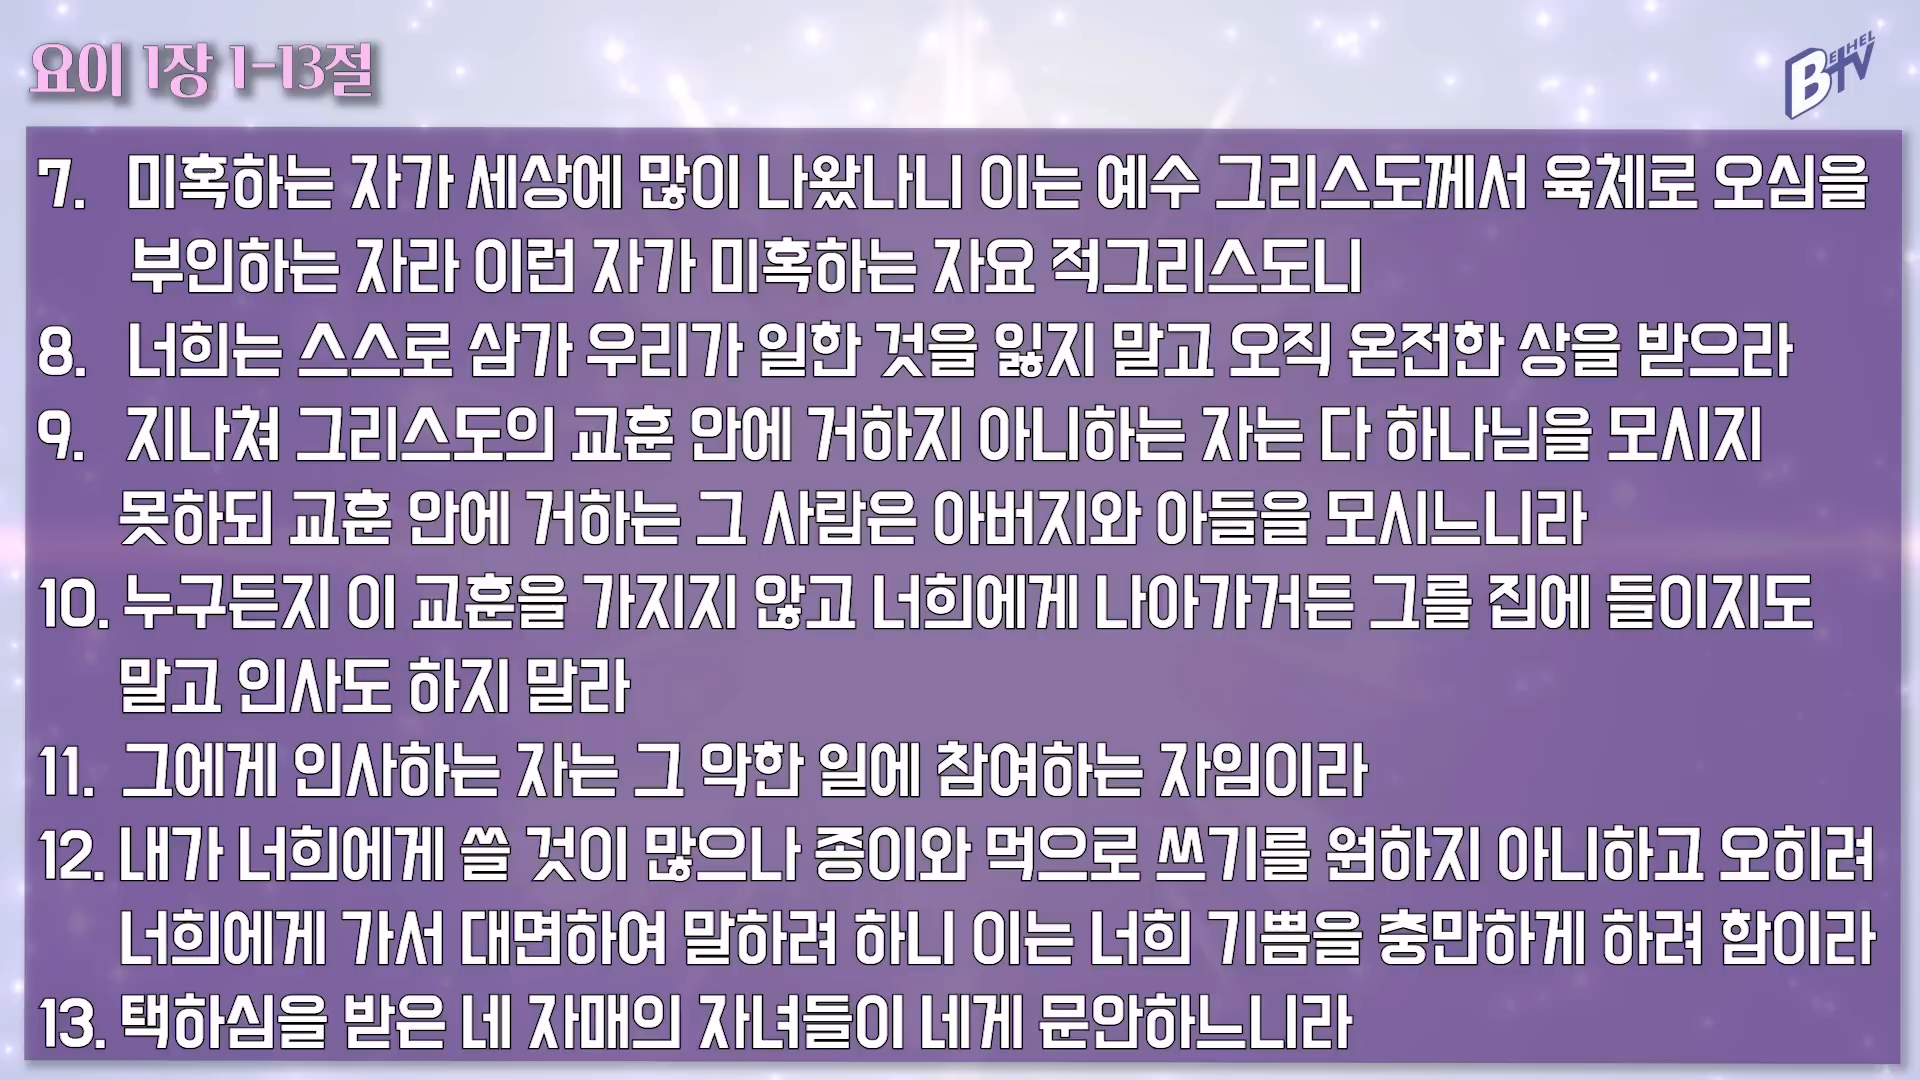 요이 1장 1-13절
BETHEL TV
7. 미혹하는 자가 세상에 많이 나왔나니 이는 예수 그리스도께서 육체로 오심을
부인하는 자라 이런 자가 미혹하는 자요 적그리스도니
8. 너희는 스스로 삼가 우리가 일한 것을 잃지 말고 오직 온전한 상을 받으라
9. 지나쳐 그리스도의 교훈 안에 거하지 아니하는 자는 다 하나님을 모시지
못하되 교훈 안에 거하는 그 사람은 아버지와 아들을 모시느니라
10. 누구든지 이 교훈을 가지지 않고 너희에게 나아가거든 그를 집에 들이지도
말고 인사도 하지 말라
11. 그에게 인사하는 자는 그 악한 일에 참여하는 자임이라
12. 내가 너희에게 쓸 것이 많으나 종이와 먹으로 쓰기를 원하지 아니하고 오히려
너희에게 가서 대면하여 말하려 하니 이는 너희 기쁨을 충만하게 하려 함이라
13. 택하심을 받은 네 자매의 자녀들이 네게 문안하느니라